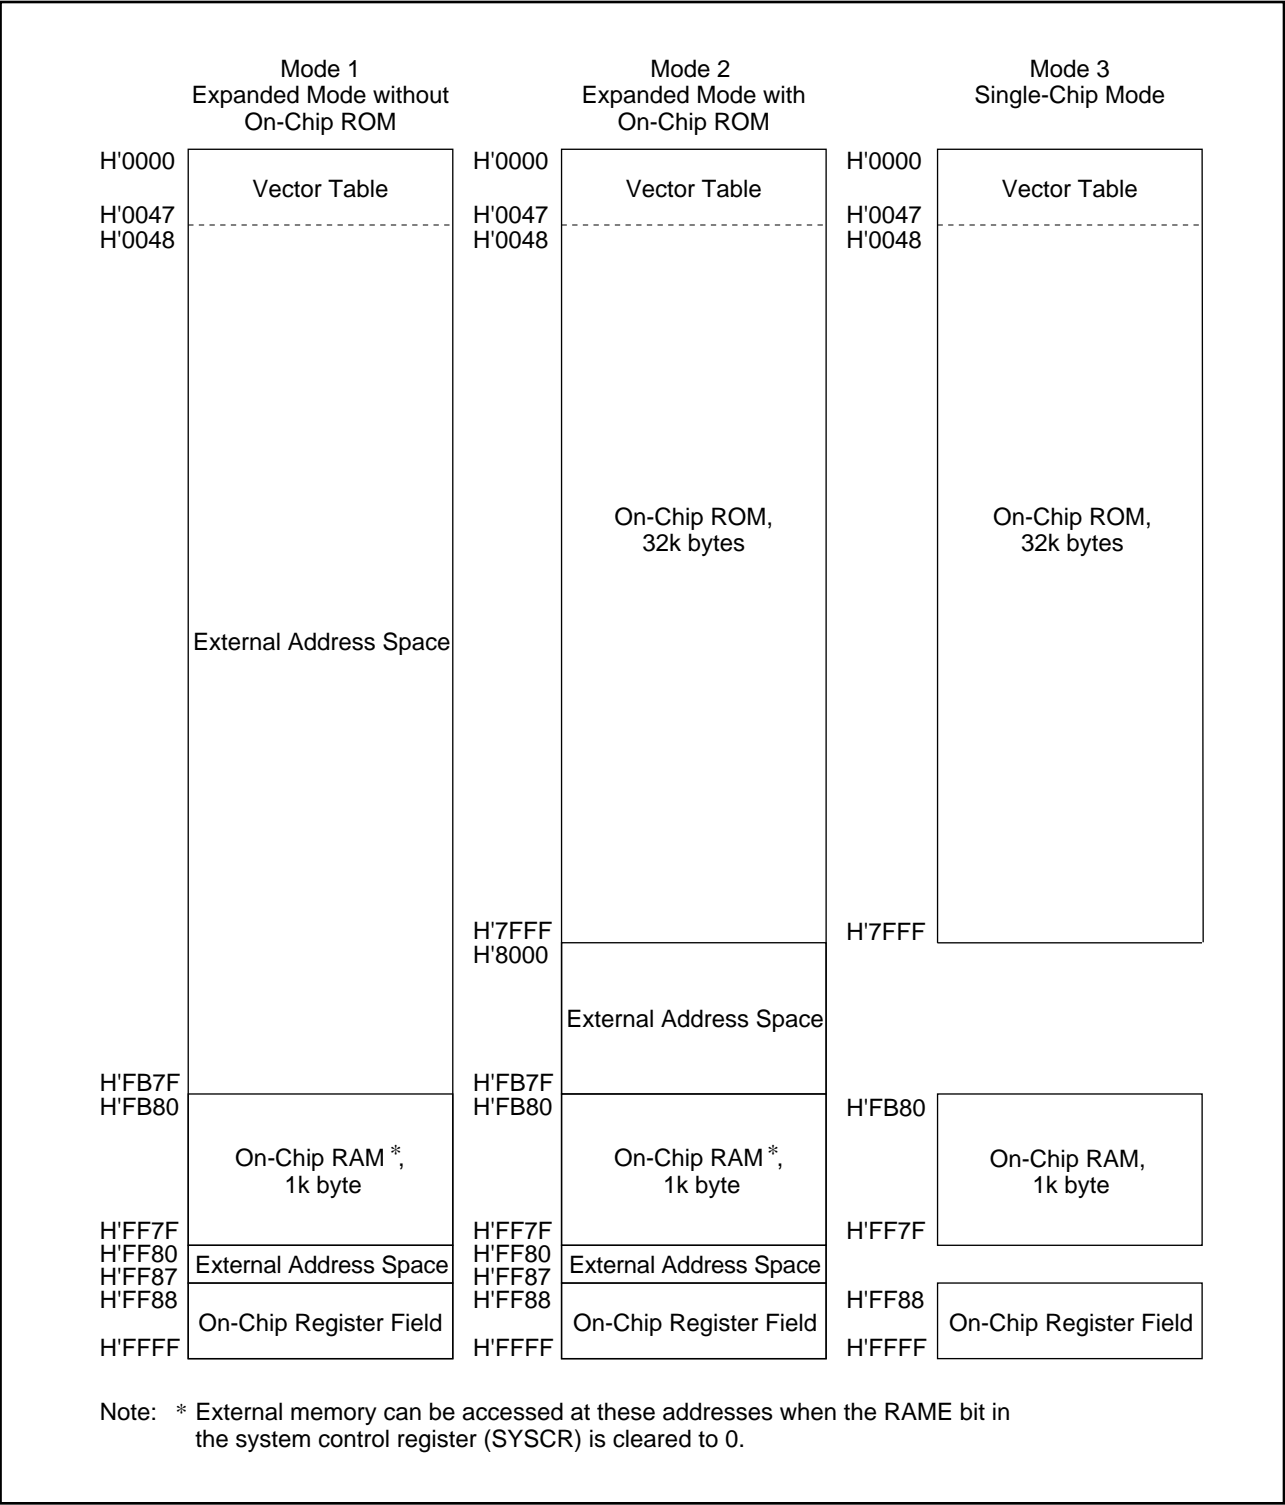 Mode 1
Expanded Mode without
On-Chip ROM
H'0000
Vector Table
H'0047
H'0048
External Address Space
H'FB7F
H'FB80
On-Chip RAM *,
1k byte
H'FF7F
H'FF80
External Address Space
H'FF87
H'FF88
On-Chip Register Field
H'FFFF
Mode 2
Expanded Mode with
On-Chip ROM
H'0000
Vector Table
H'0047
H'0048
On-Chip ROM,
32k bytes
H'7FFF
H'8000
External Address Space
H'FB7F
H'FB80
On-Chip RAM *,
1k byte
H'FF7F
H'FF80
External Address Space
H'FF87
H'FF88
On-Chip Register Field
H'FFFF
Mode 3
Single-Chip Mode
H'0000
Vector Table
H'0047
H'0048
On-Chip ROM,
32k bytes
H'7FFF
H'FB80
On-Chip RAM,
1k byte
H'FF7F
H'FF88
On-Chip Register Field
H'FFFF
Note: * External memory can be accessed at these addresses when the RAME bit in
the system control register (SYSCR) is cleared to 0.